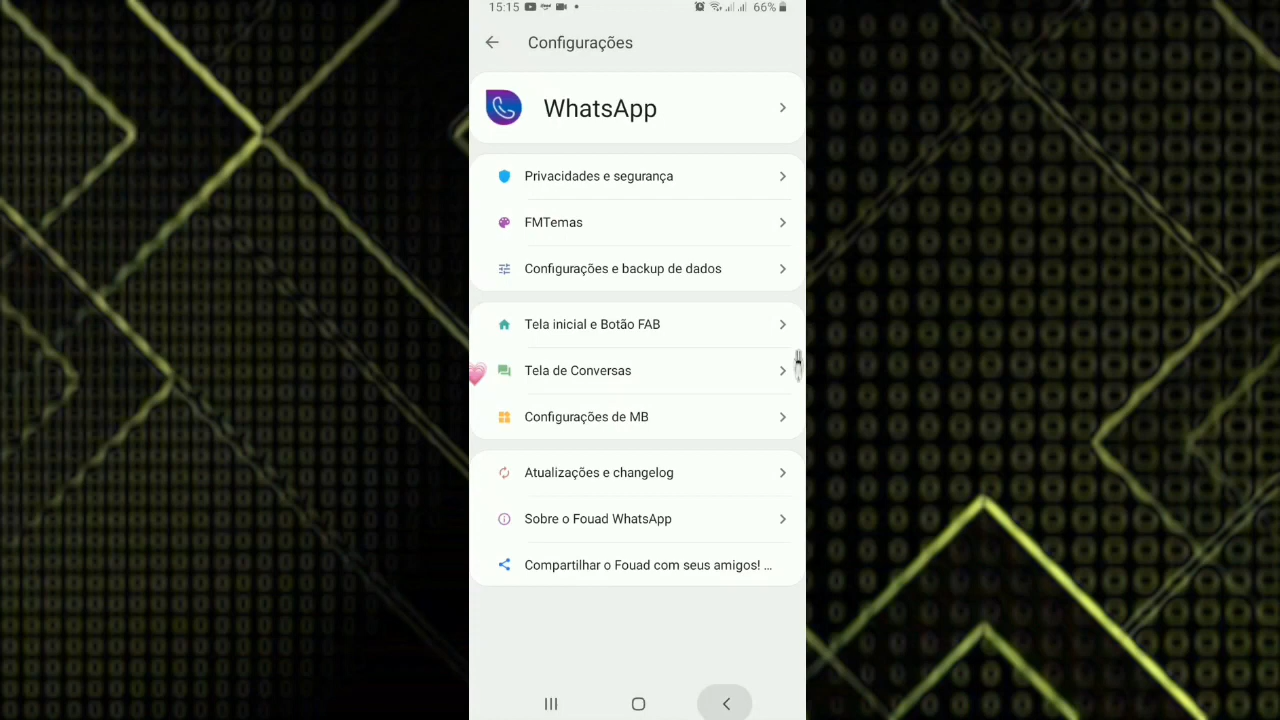 15:15 66%
Configurações
WhatsApp
Privacidades e segurança
FMTemas
Configurações e backup de dados
Tela inicial e Botão FAB
Tela de Conversas
Configurações de MB
Atualizações e changelog
Sobre o Fouad WhatsApp
Compartilhar o Fouad com seus amigos! ...